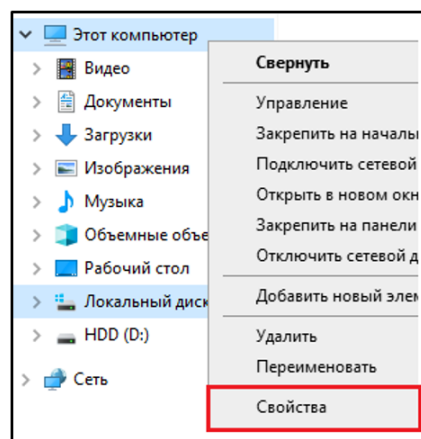 Этот компьютер
Видео
Документы
Загрузки
Изображения
Музыка
Объемные объе
Рабочий стол
Локальный диск
HDD (D:)
Сеть
Свернуть
Управление
Закрепить на началь
Подключить сетевой
Открыть в новом окн
Закрепить на панели
Отключить сетевой д
Добавить новый элем
Удалить
Переименовать
Свойства